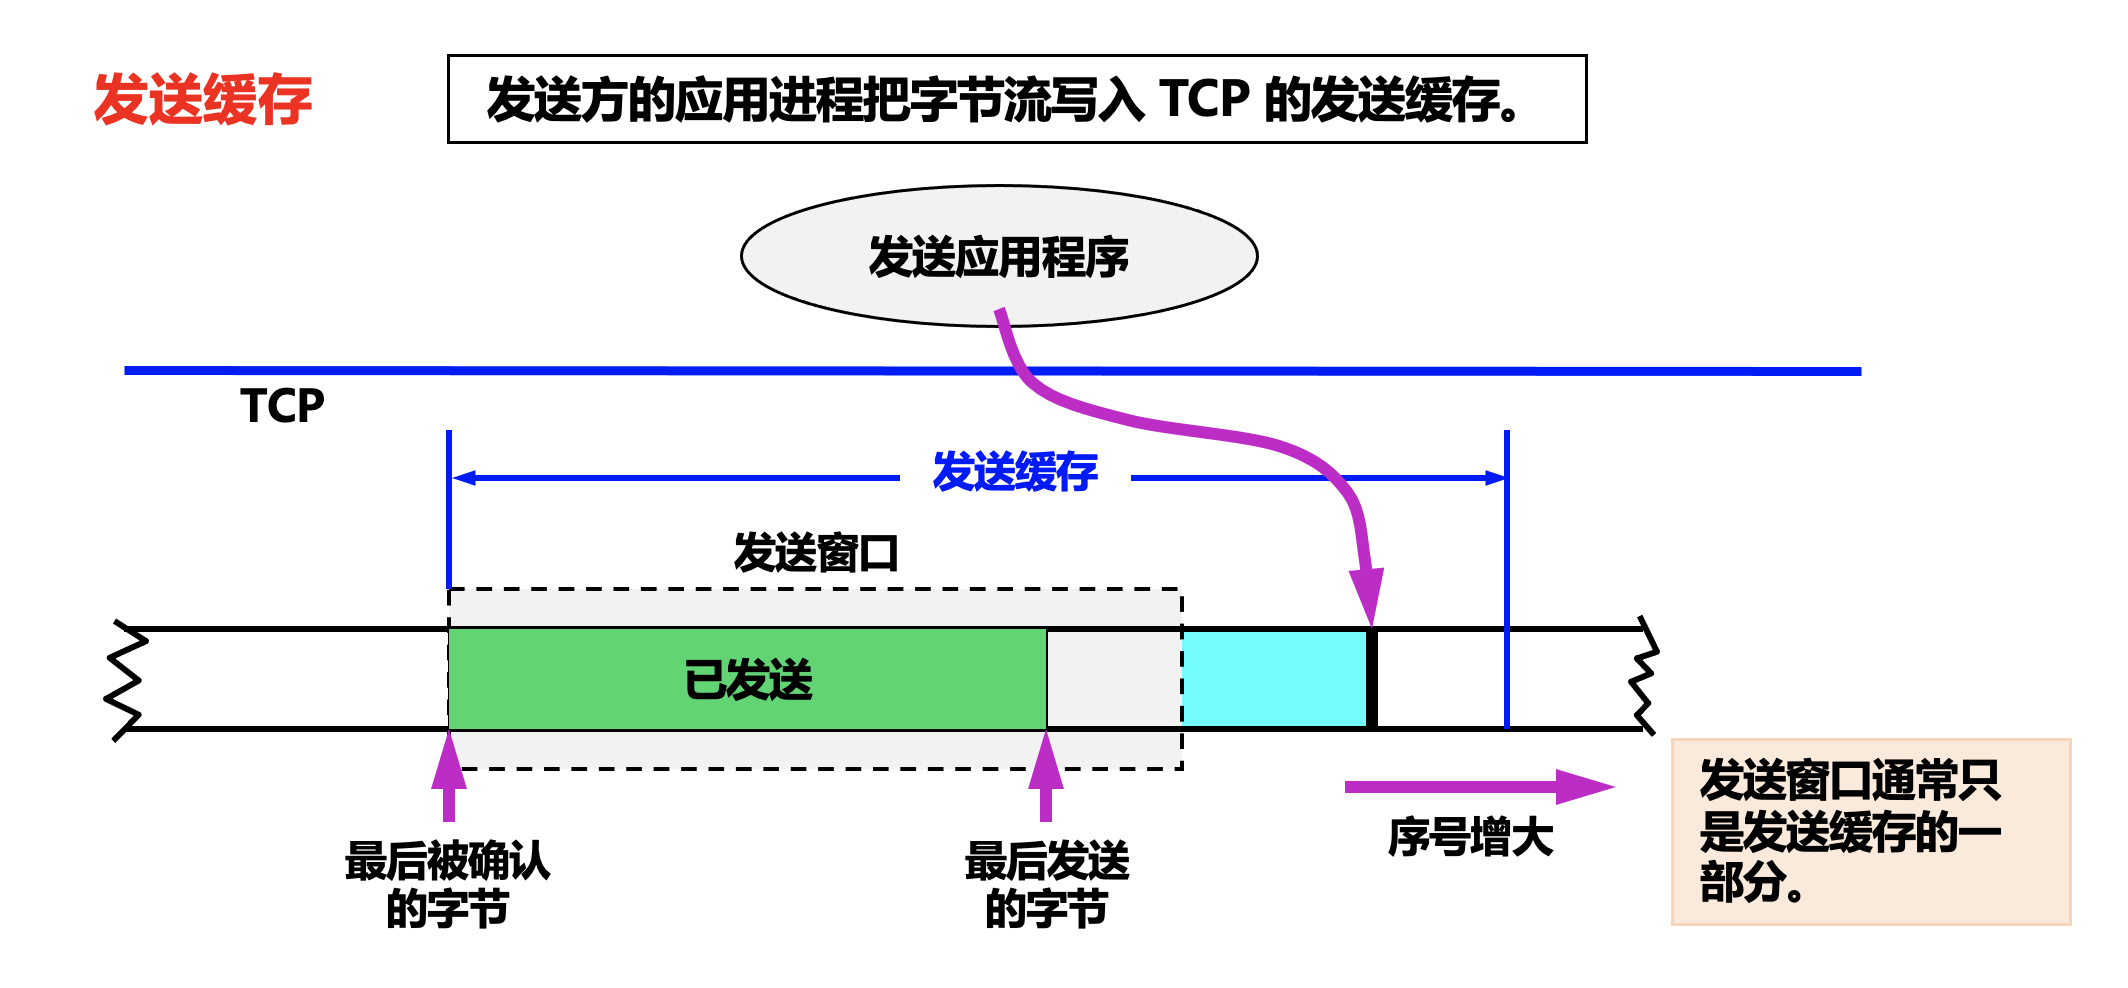 发送缓存
发送方的应用进程把字节流写入 TCP 的发送缓存。
发送应用程序
TCP
发送缓存
发送窗口
已发送
最后被确认
的字节
最后发送
的字节
序号增大
发送窗口通常只
是发送缓存的一
部分。